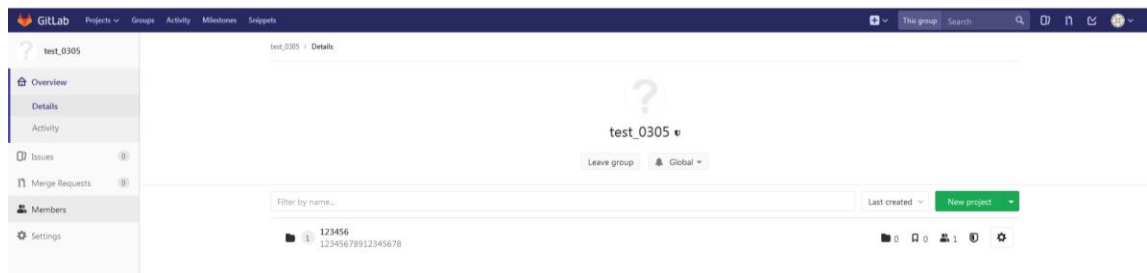 GitLab Projects Groups Activity Milestones Snippets This group Search
test_0305
test_0305 > Details
Overview
Details
Activity
Issues 0
Merge Requests 0
Members
Settings
?
test_0305
Leave group Global
Filter by name... Last created New project
1 123456 0 0 1
12345678912345678